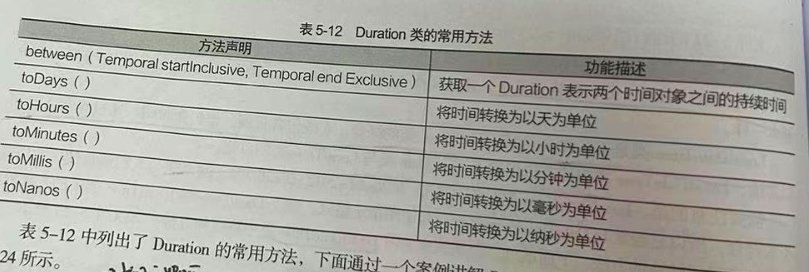 表 5-12 Duration 类的常用方法
方法声明 功能描述
between（Temporal startInclusive, Temporal end Exclusive） 获取一个 Duration 表示两个时间对象之间的持续时间
toDays（） 将时间转换为以天为单位
toHours（） 将时间转换为以小时为单位
toMinutes（） 将时间转换为以分钟为单位
toMillis（） 将时间转换为以毫秒为单位
toNanos（） 将时间转换为以纳秒为单位
表 5-12 中列出了 Duration 的常用方法，下面通过一个案例讲解
24 所示。